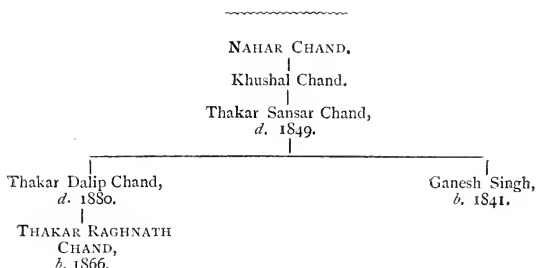 NAHAR CHAND.
Khushal Chand.
Thakar Sansar Chand,
d. 1849.
Thakar Dalip Chand,
d. 1880.
THAKAR RAGHNATH
CHAND,
b. 1866.
Ganesh Singh,
b. 1841.